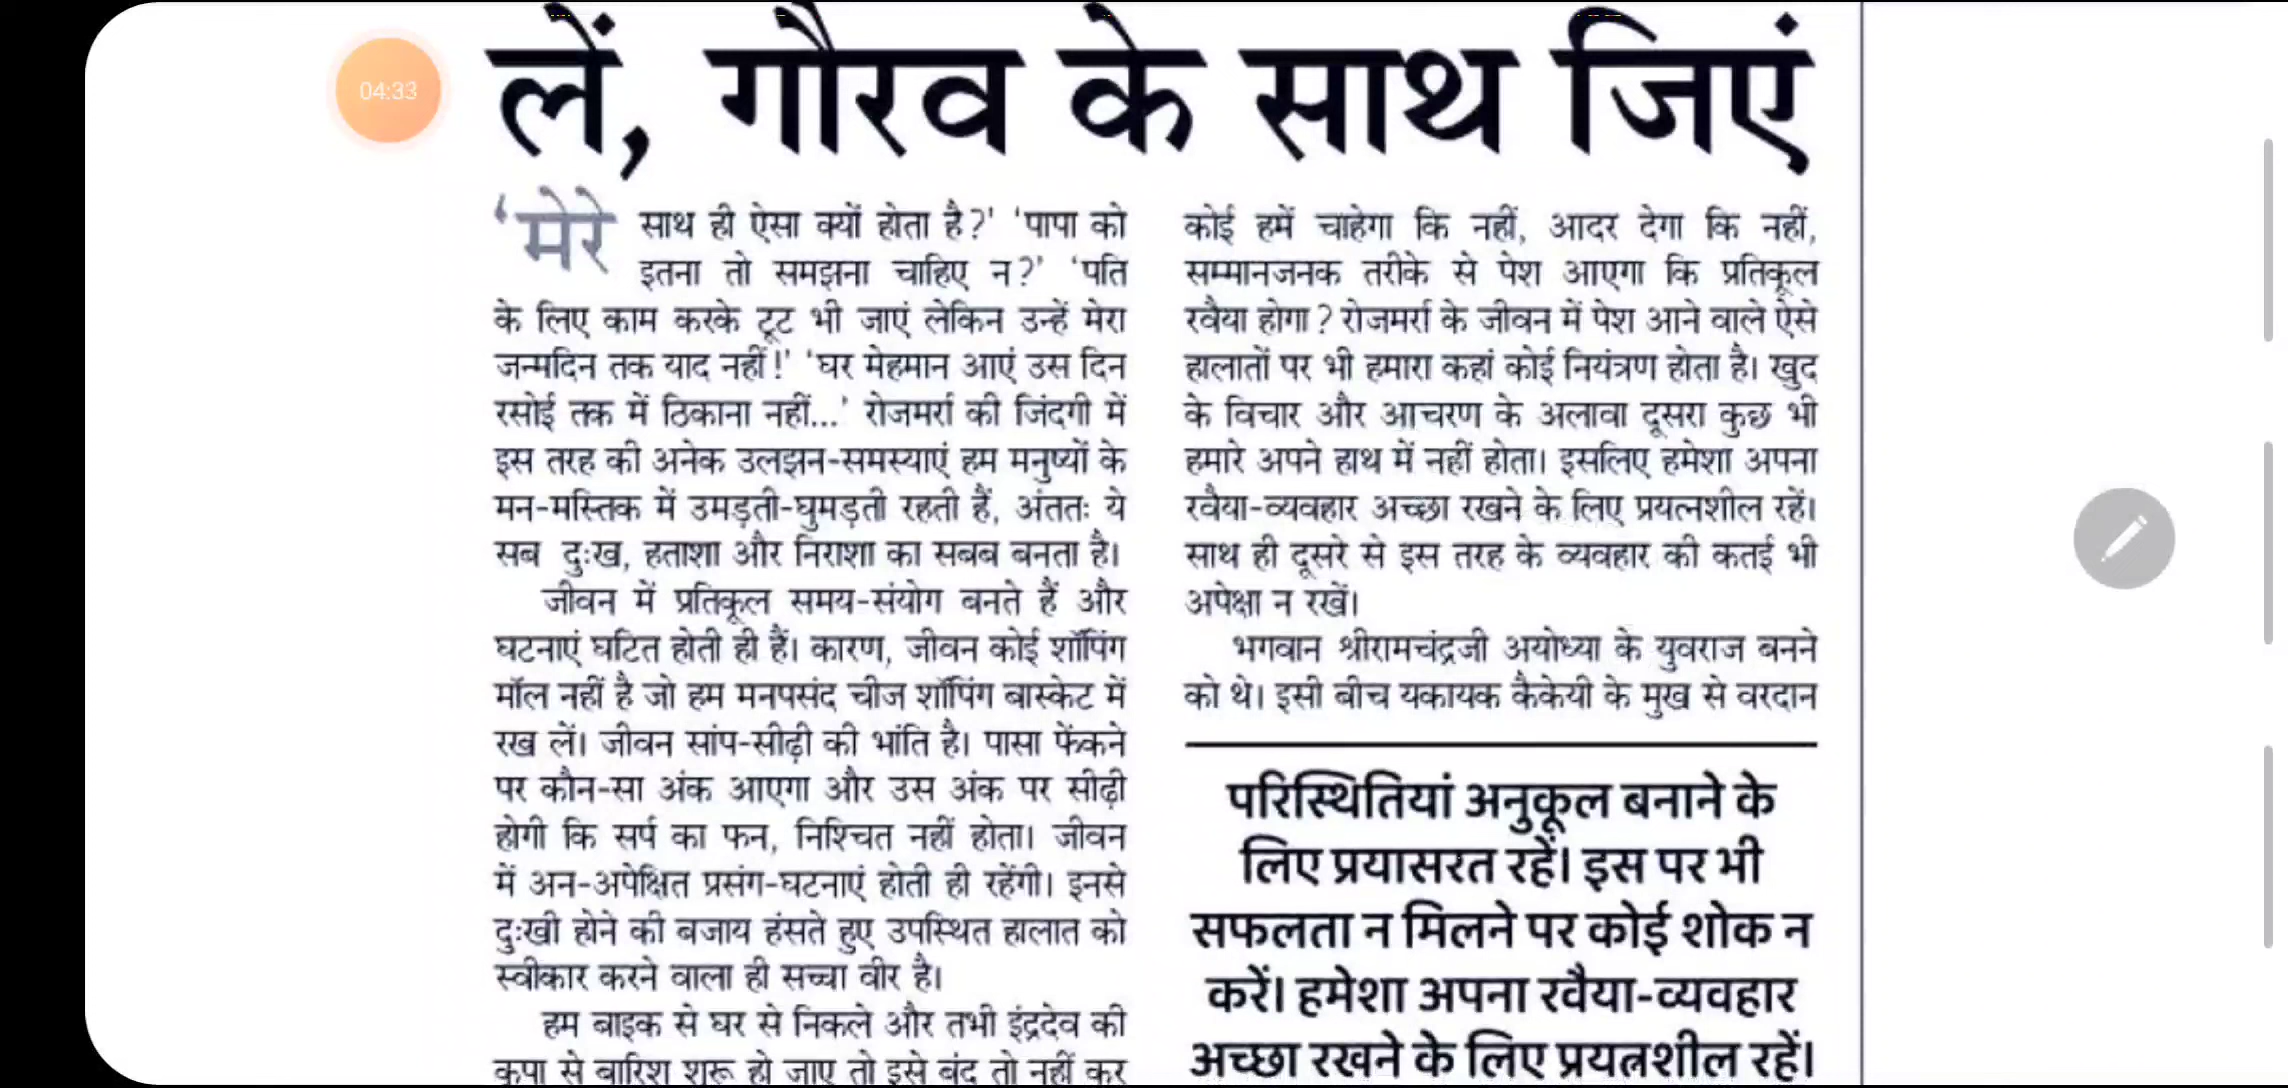 04:33
लें, गौरव के साथ जिएं
‘मेरे साथ ही ऐसा क्यों होता है?’ ‘पापा को
इतना तो समझना चाहिए न?’ ‘पति
के लिए काम करके टूट भी जाएं लेकिन उन्हें मेरा
जन्मदिन तक याद नहीं!’ ‘घर मेहमान आएं उस दिन
रसोई तक में ठिकाना नहीं...’ रोजमर्रा की जिंदगी में
इस तरह की अनेक उलझन-समस्याएं हम मनुष्यों के
मन-मस्तिक में उमड़ती-घुमड़ती रहती हैं, अंततः ये
सब दुःख, हताशा और निराशा का सबब बनता है।
जीवन में प्रतिकूल समय-संयोग बनते हैं और
घटनाएं घटित होती ही हैं। कारण, जीवन कोई शॉपिंग
मॉल नहीं है जो हम मनपसंद चीज शॉपिंग बास्केट में
रख लें। जीवन सांप-सीढ़ी की भांति है। पासा फेंकने
पर कौन-सा अंक आएगा और उस अंक पर सीढ़ी
होगी कि सर्प का फन, निश्चित नहीं होता। जीवन
में अन-अपेक्षित प्रसंग-घटनाएं होती ही रहेंगी। इनसे
दुःखी होने की बजाय हंसते हुए उपस्थित हालात को
स्वीकार करने वाला ही सच्चा वीर है।
हम बाइक से घर से निकले और तभी इंद्रदेव की
कृपा से बारिश शुरू हो जाए तो इसे बंद तो नहीं कर
कोई हमें चाहेगा कि नहीं, आदर देगा कि नहीं,
सम्मानजनक तरीके से पेश आएगा कि प्रतिकूल
रवैया होगा? रोजमर्रा के जीवन में पेश आने वाले ऐसे
हालातों पर भी हमारा कहां कोई नियंत्रण होता है। खुद
के विचार और आचरण के अलावा दूसरा कुछ भी
हमारे अपने हाथ में नहीं होता। इसलिए हमेशा अपना
रवैया-व्यवहार अच्छा रखने के लिए प्रयत्नशील रहें।
साथ ही दूसरे से इस तरह के व्यवहार की कतई भी
अपेक्षा न रखें।
भगवान श्रीरामचंद्रजी अयोध्या के युवराज बनने
को थे। इसी बीच यकायक कैकेयी के मुख से वरदान
परिस्थितियां अनुकूल बनाने के
लिए प्रयासरत रहें। इस पर भी
सफलता न मिलने पर कोई शोक न
करें। हमेशा अपना रवैया-व्यवहार
अच्छा रखने के लिए प्रयत्नशील रहें।